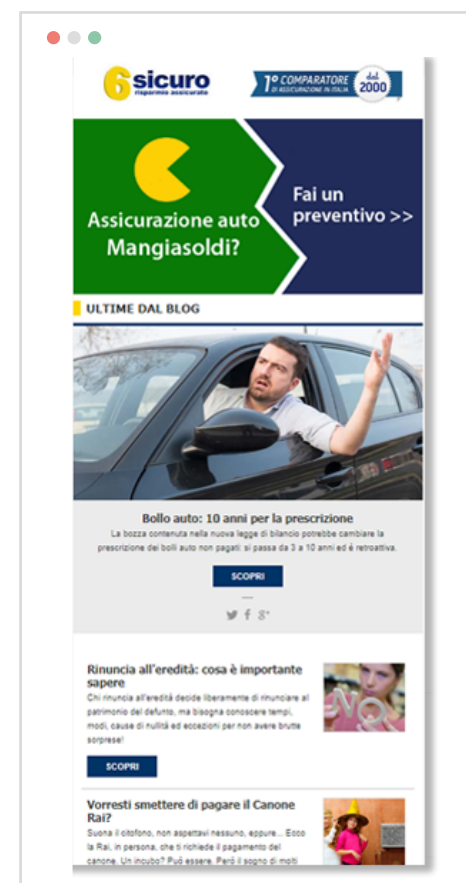 6sicuro
risparmio assicurato
1° COMPARATORE
DI ASSICURAZIONE IN ITALIA
dal
2000
Assicurazione auto
Mangiasoldi?
Fai un
preventivo >>
ULTIME DAL BLOG
Bollo auto: 10 anni per la prescrizione
La bozza contenuta nella nuova legge di bilancio potrebbe cambiare la
prescrizione dei bolli auto non pagati: si passa da 3 a 10 anni ed é retroattiva.
SCOPRI
Rinuncia all'eredità: cosa è importante
sapere
Chi rinuncia all'eredità decide liberamente di rinunciare al
patrimonio del defunto, ma bisogna conoscere tempi,
modi, cause di nullità ed eccezioni per non avere brutte
sorprese!
NO
SCOPRI
Vorresti smettere di pagare il Canone
Rai?
Suona il citofono, non aspettavi nessuno, eppure... Ecco
la Rai, in persona, che ti richiede il pagamento del
canone. Un incubo? Può essere. Però il sogno di molti